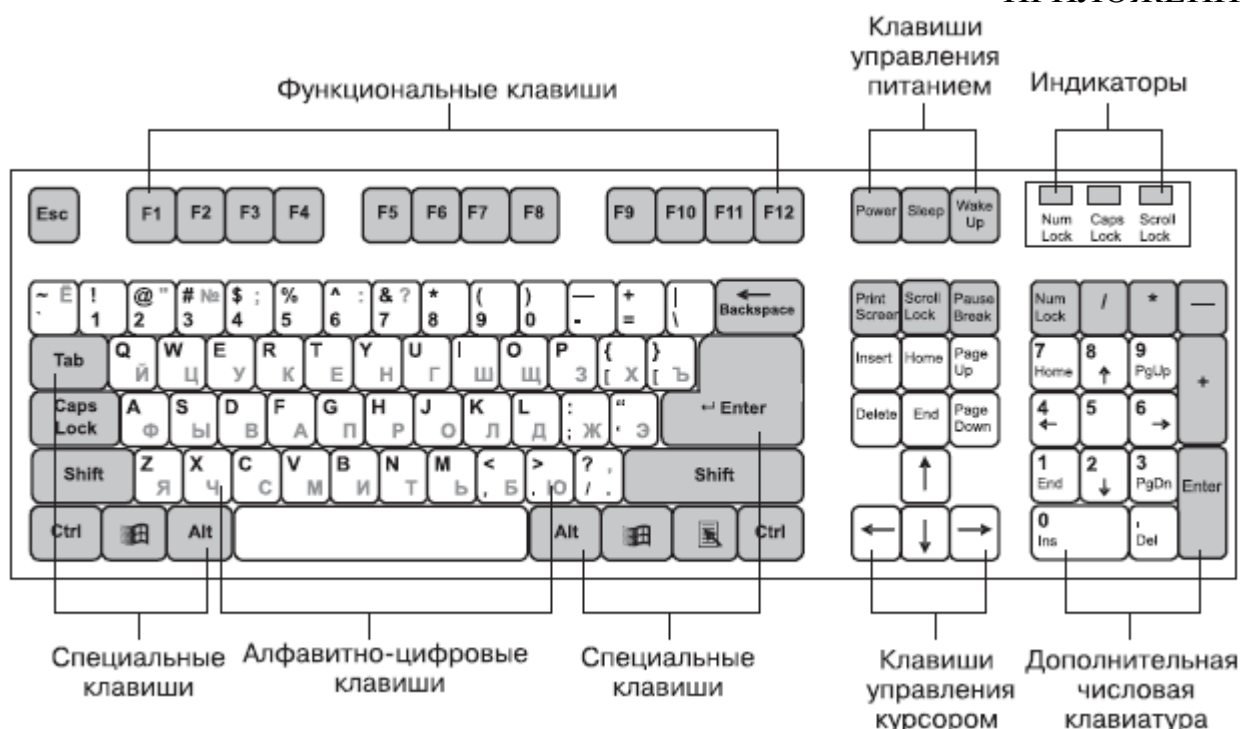 Клавиши
управления
питанием
Функциональные клавиши
Индикаторы
Esc F1 F2 F3 F4 F5 F6 F7 F8 F9 F10 F11 F12
Power Sleep Wake Up
Num Lock Caps Lock Scroll Lock
~ Ё ` ! 1 @ " 2 # № 3 $ ; 4 % 5 ^ : 6 & ? 7 * 8 ( 9 ) 0 — - + = | \ Backspace
Print Screen Scroll Lock Pause Break
Num Lock / * —
Tab Q Й W Ц E У R К T Е Y Н U Г I Ш O Щ P З { [ Х } [ Ъ
Insert Home Page Up
7 Home 8 ↑ 9 PgUp +
Caps Lock A Ф S Ы D В F А G П H Р J О K Л L Д : ; Ж " ' Э ↵ Enter
Delete End Page Down
4 ← 5 6 →
Shift Z Я X Ч C С V М B И N Т M Ь < , Б > . Ю ? , / . Shift
↑
1 End 2 ↓ 3 PgDn Enter
Ctrl Alt Alt Ctrl
← ↓ →
0 Ins , Del
Специальные
клавиши
Алфавитно-цифровые
клавиши
Специальные
клавиши
Клавиши
управления
курсором
Дополнительная
числовая
клавиатура